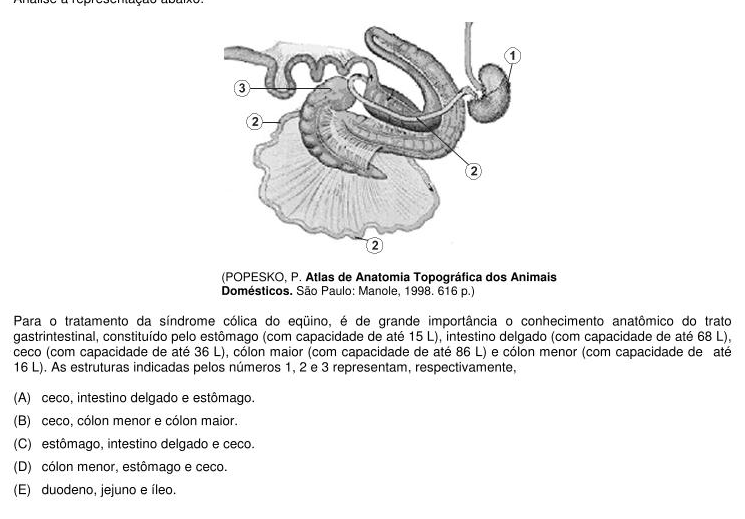 1
3
2
2
2
(POPESKO, P. Atlas de Anatomia Topográfica dos Animais
Domésticos. São Paulo: Manole, 1998. 616 p.)
Para o tratamento da síndrome cólica do eqüino, é de grande importância o conhecimento anatômico do trato
gastrintestinal, constituído pelo estômago (com capacidade de até 15 L), intestino delgado (com capacidade de até 68 L),
ceco (com capacidade de até 36 L), cólon maior (com capacidade de até 86 L) e cólon menor (com capacidade de até
16 L). As estruturas indicadas pelos números 1, 2 e 3 representam, respectivamente,
(A) ceco, intestino delgado e estômago.
(B) ceco, cólon menor e cólon maior.
(C) estômago, intestino delgado e ceco.
(D) cólon menor, estômago e ceco.
(E) duodeno, jejuno e íleo.